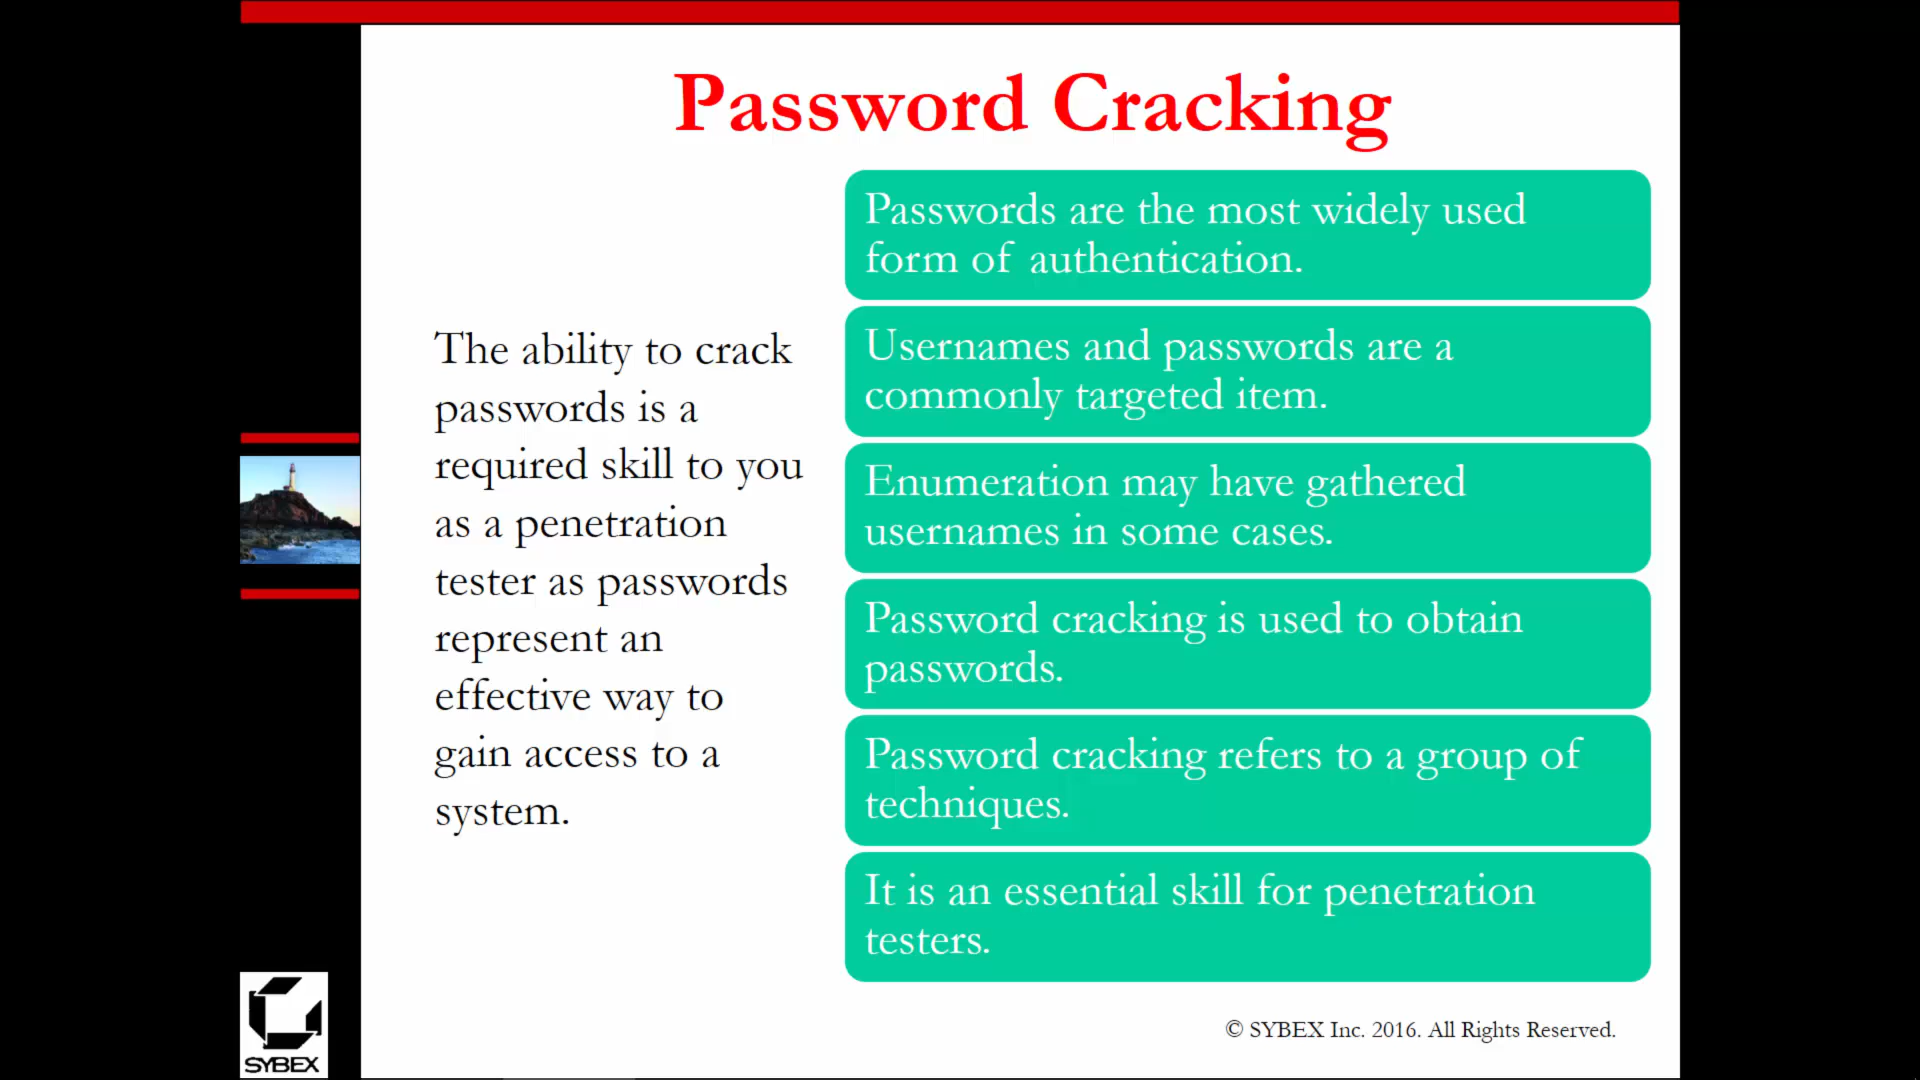 Password Cracking
The ability to crack
passwords is a
required skill to you
as a penetration
tester as passwords
represent an
effective way to
gain access to a
system.
Passwords are the most widely used
form of authentication.
Usernames and passwords are a
commonly targeted item.
Enumeration may have gathered
usernames in some cases.
Password cracking is used to obtain
passwords.
Password cracking refers to a group of
techniques.
It is an essential skill for penetration
testers.
© SYBEX Inc. 2016. All Rights Reserved.
SYBEX